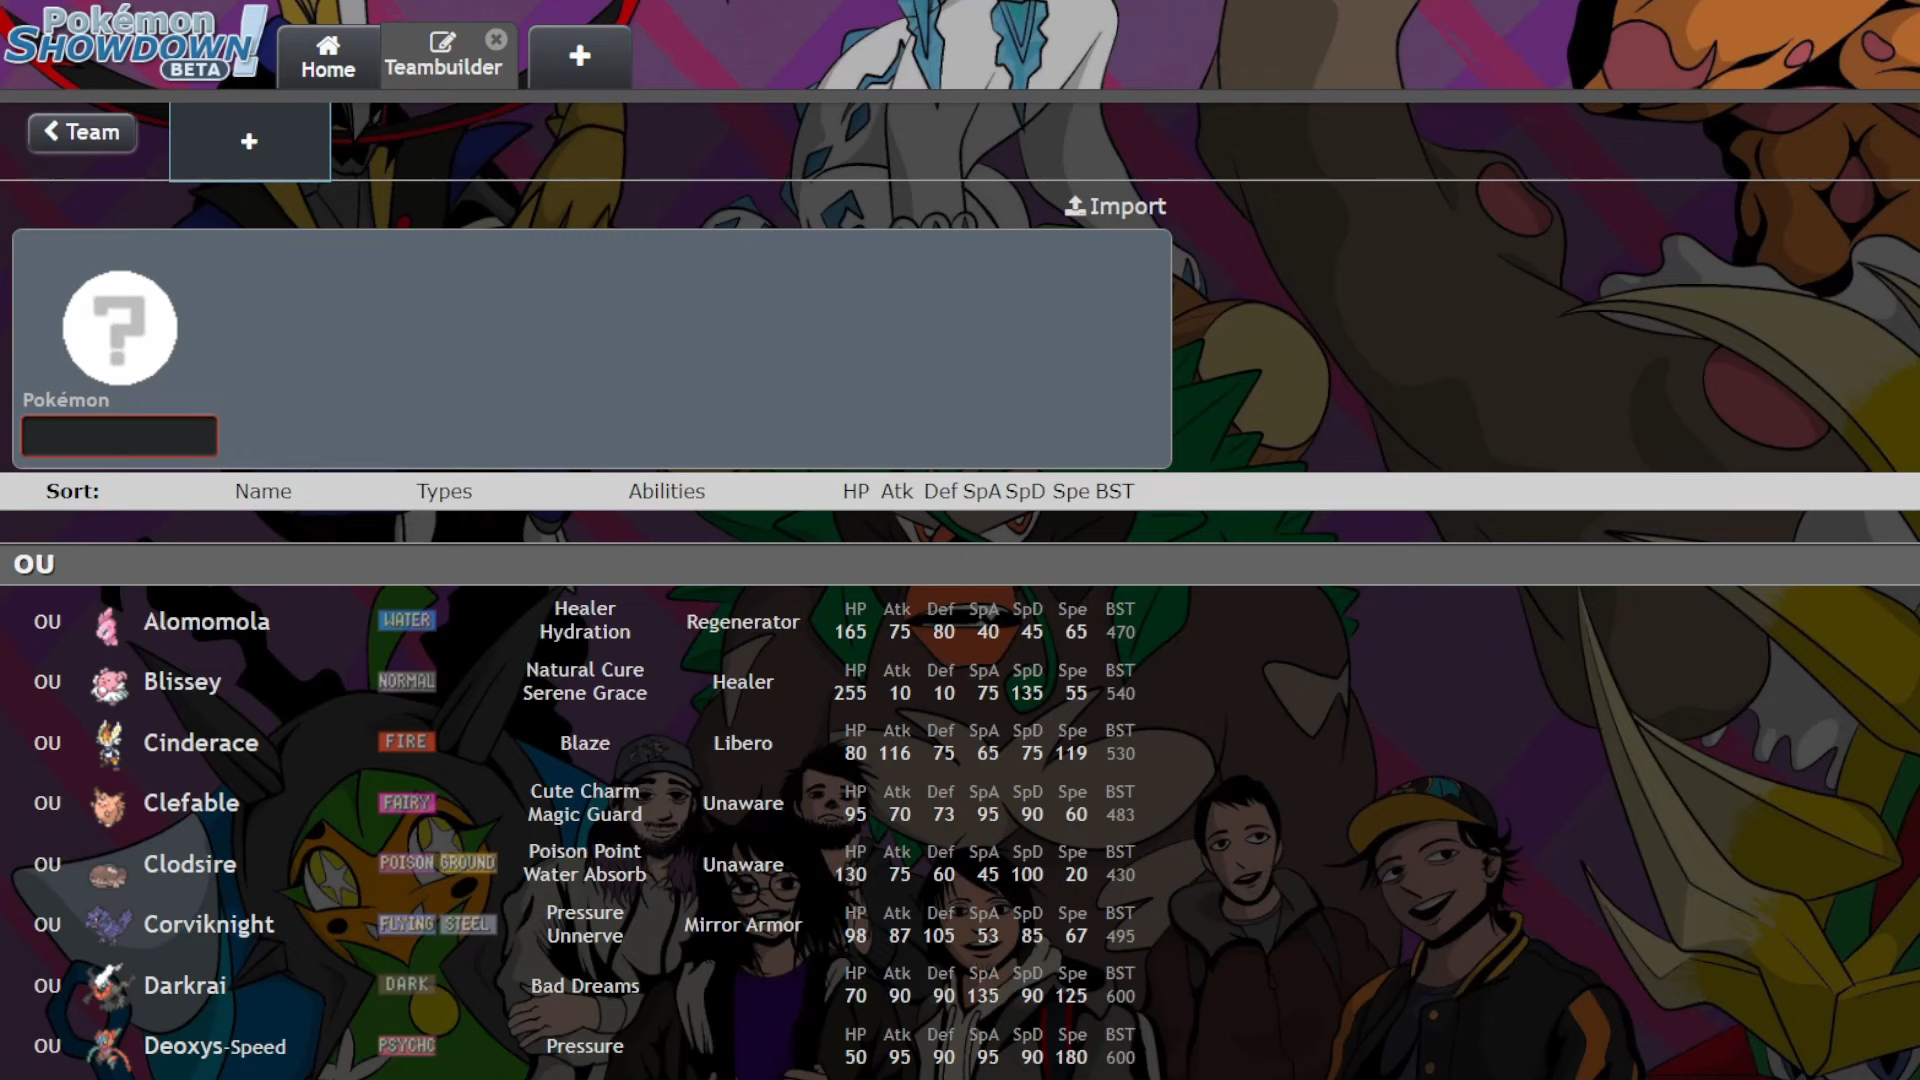 Pokémon
SHOWDOWN!
BETA
Home
Teambuilder
+
Team
+
Import
?
Pokémon
Sort: Name Types Abilities HP Atk Def SpA SpD Spe BST
OU
OU Alomomola WATER Healer Hydration Regenerator HP 165 Atk 75 Def 80 SpA 40 SpD 45 Spe 65 BST 470
OU Blissey NORMAL Natural Cure Serene Grace Healer HP 255 Atk 10 Def 10 SpA 75 SpD 135 Spe 55 BST 540
OU Cinderace FIRE Blaze Libero HP 80 Atk 116 Def 75 SpA 65 SpD 75 Spe 119 BST 530
OU Clefable FAIRY Cute Charm Magic Guard Unaware HP 95 Atk 70 Def 73 SpA 95 SpD 90 Spe 60 BST 483
OU Clodsire POISON GROUND Poison Point Water Absorb Unaware HP 130 Atk 75 Def 60 SpA 45 SpD 100 Spe 20 BST 430
OU Corviknight FLYING STEEL Pressure Unnerve Mirror Armor HP 98 Atk 87 Def 105 SpA 53 SpD 85 Spe 67 BST 495
OU Darkrai DARK Bad Dreams HP 70 Atk 90 Def 90 SpA 135 SpD 90 Spe 125 BST 600
OU Deoxys-Speed PSYCHC Pressure HP 50 Atk 95 Def 90 SpA 95 SpD 90 Spe 180 BST 600